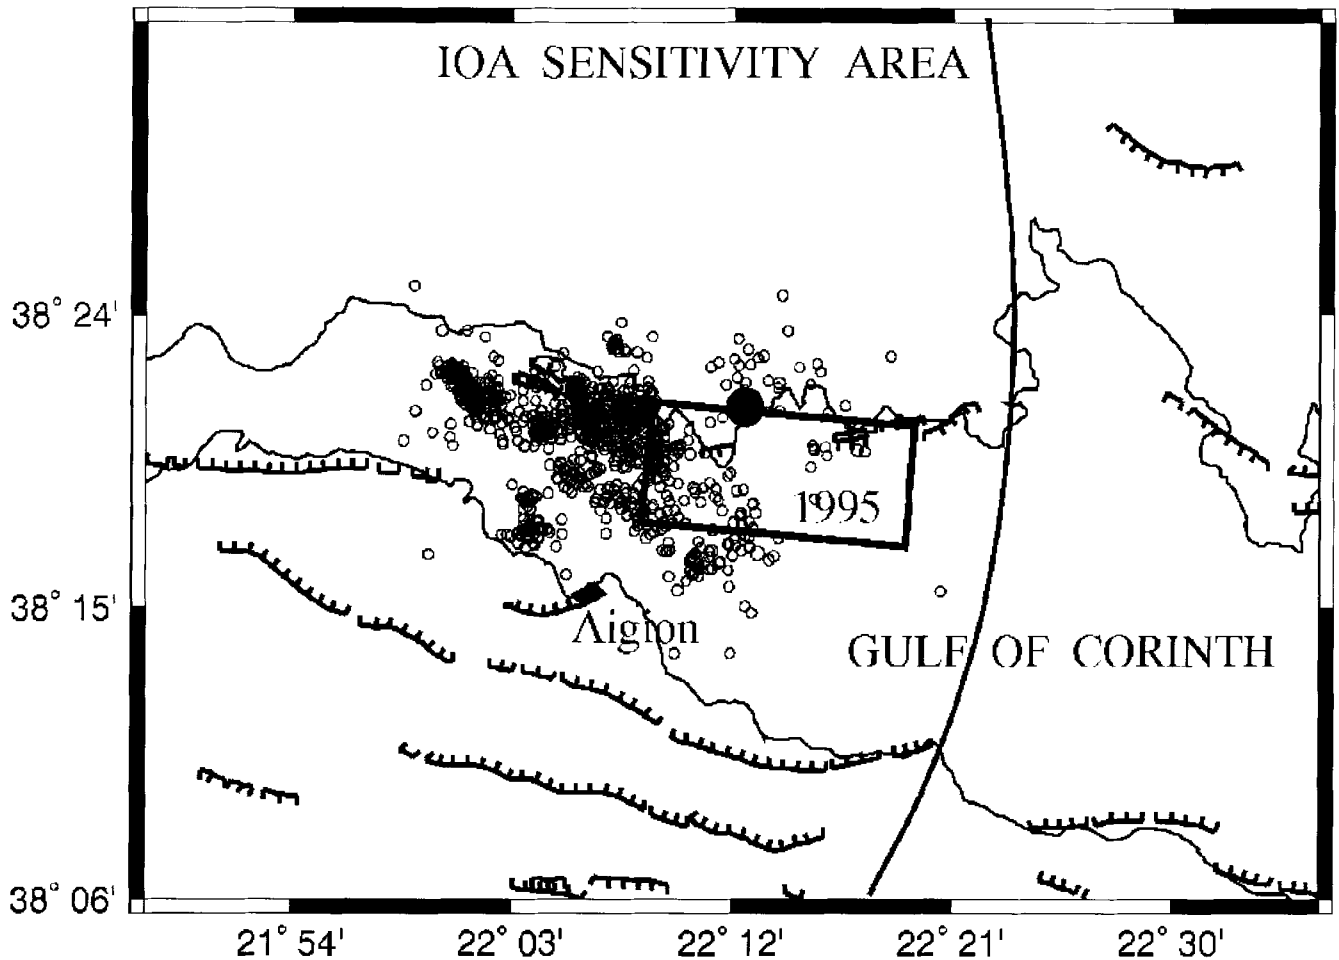 IOA SENSITIVITY AREA
38° 24'
1995
38° 15'
Aigion
GULF OF CORINTH
38° 06'
21° 54' 22° 03' 22° 12' 22° 21' 22° 30'